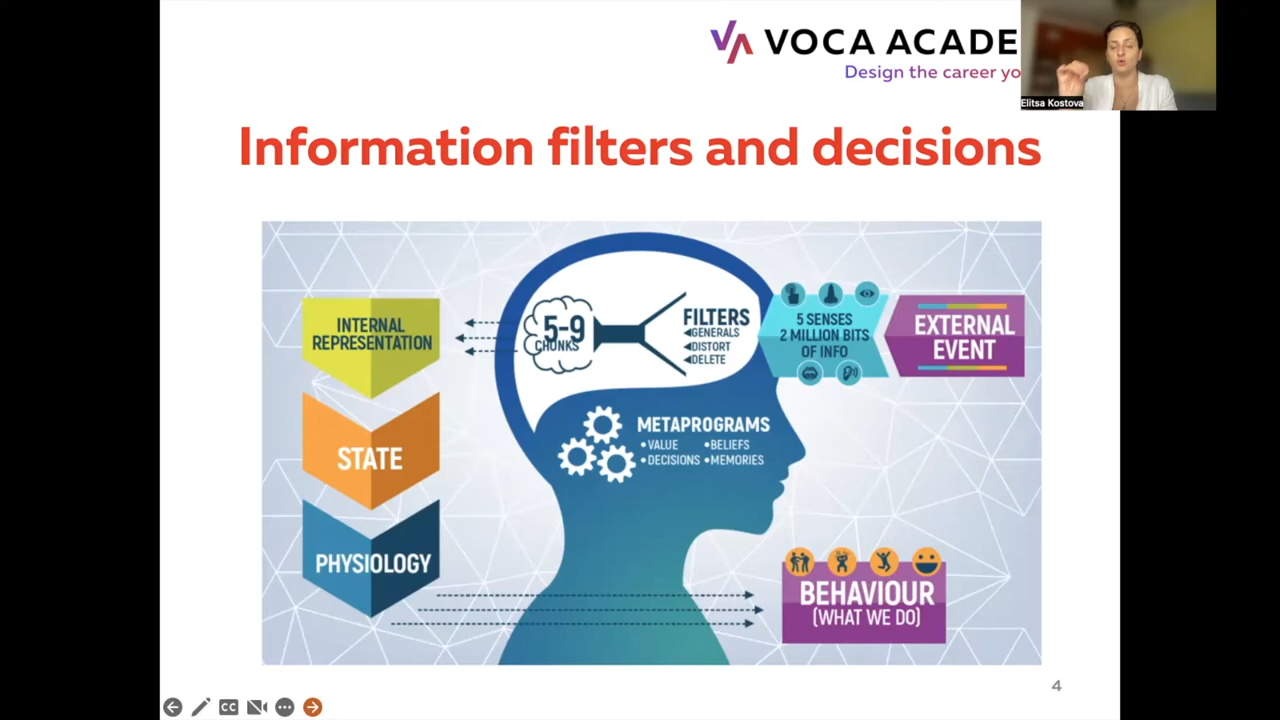 VOCA ACADE
Design the career yo
Elitsa Kostova
Information filters and decisions
INTERNAL
REPRESENTATION
STATE
PHYSIOLOGY
5-9
CHUNKS
FILTERS
GENERALS
DISTORT
DELETE
5 SENSES
2 MILLION BITS
OF INFO
EXTERNAL
EVENT
METAPROGRAMS
•VALUE •BELIEFS
•DECISIONS •MEMORIES
BEHAVIOUR
(WHAT WE DO)
4
CC